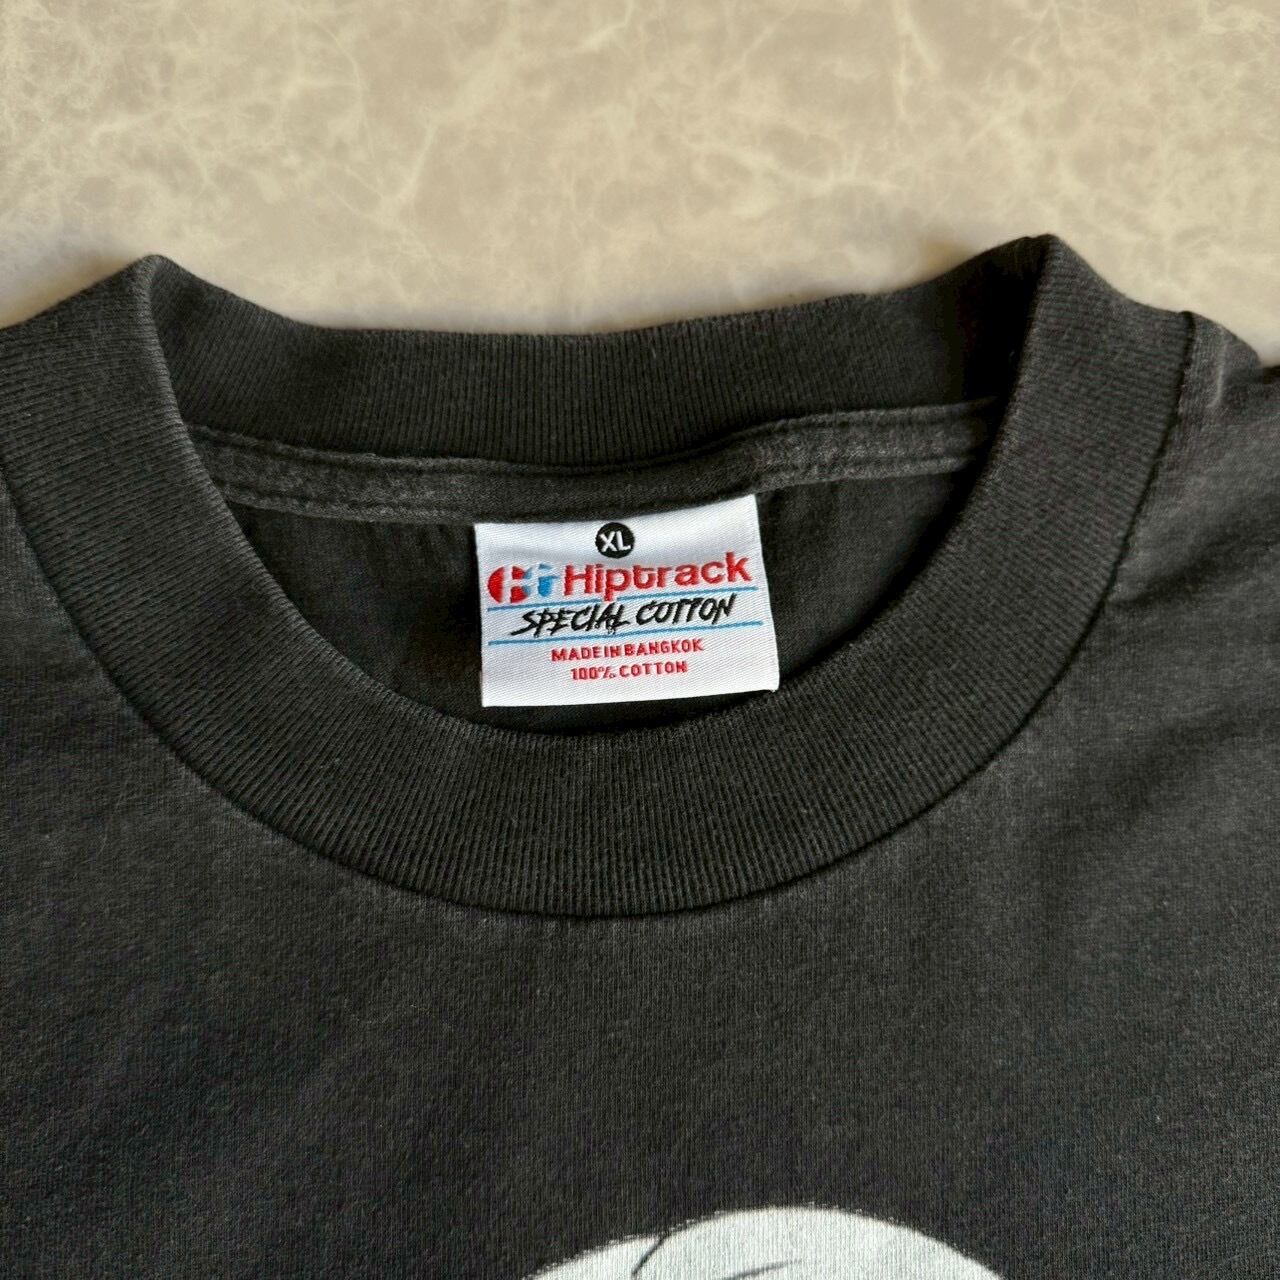 XL
Hiptrack
SPECIAL COTTON
MADE IN BANGKOK
100% COTTON